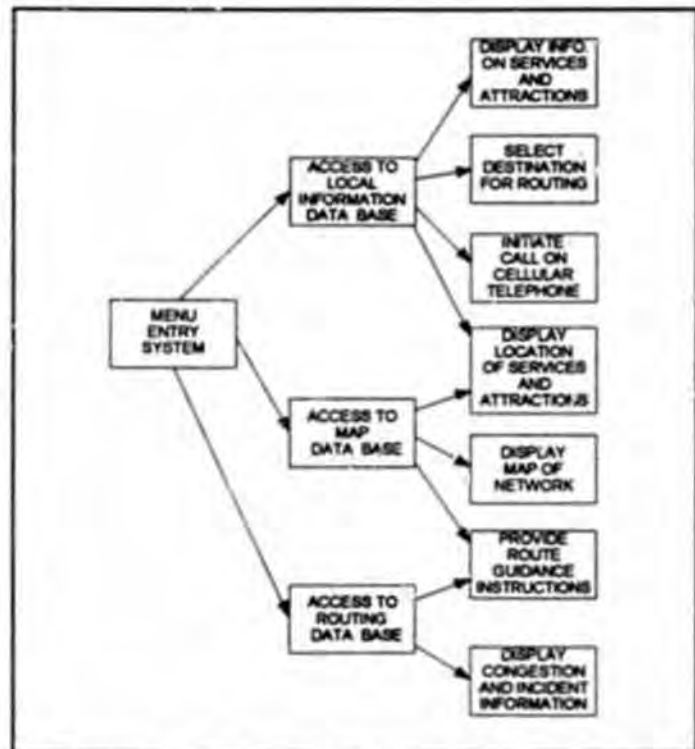 DISPLAY INFO.
ON SERVICES
AND
ATTRACTIONS
SELECT
DESTINATION
FOR ROUTING
ACCESS TO
LOCAL
INFORMATION
DATA BASE
INITIATE
CALL ON
CELLULAR
TELEPHONE
MENU
ENTRY
SYSTEM
DISPLAY
LOCATION
OF SERVICES
AND
ATTRACTIONS
ACCESS TO
MAP
DATA BASE
DISPLAY
MAP OF
NETWORK
PROVIDE
ROUTE
GUIDANCE
INSTRUCTIONS
ACCESS TO
ROUTING
DATA BASE
DISPLAY
CONGESTION
AND INCIDENT
INFORMATION